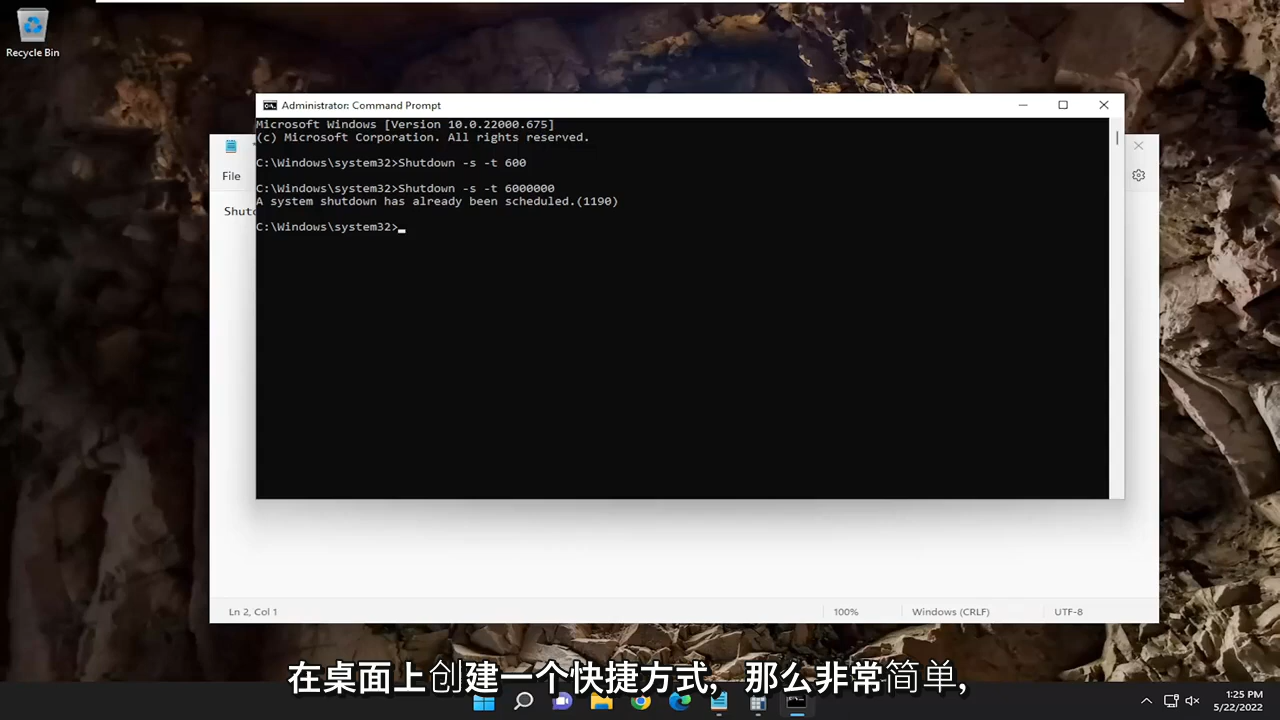 Recycle Bin
Administrator: Command Prompt
Microsoft Windows [Version 10.0.22000.675]
(c) Microsoft Corporation. All rights reserved.
C:\Windows\system32>Shutdown -s -t 600
C:\Windows\system32>Shutdown -s -t 6000000
A system shutdown has already been scheduled.(1190)
C:\Windows\system32>
File
Shutd
Ln 2, Col 1
100%
Windows (CRLF)
UTF-8
在桌面上创建一个快捷方式，那么非常简单，
1:25 PM
5/22/2022